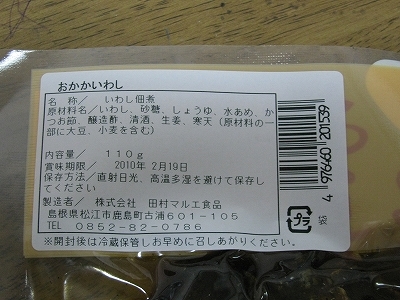 おかかいわし
名 称／ いわし佃煮
原材料名／いわし、砂糖、しょうゆ、水あめ、か
つお節、醸造酢、清酒、生姜、寒天（原材料の一
部に大豆、小麦を含む）
内容量／ 110g
賞味期限／ 2010年 2月19日
保存方法／直射日光、高温多湿を避けて保存し
てください
製造者／ 株式会社 田村マルエ食品
島根県松江市鹿島町古浦601-105
TEL 0852-82-0786
※開封後は冷蔵保管しお早めに召しあがりください。
4 976460 201539
プラ
袋